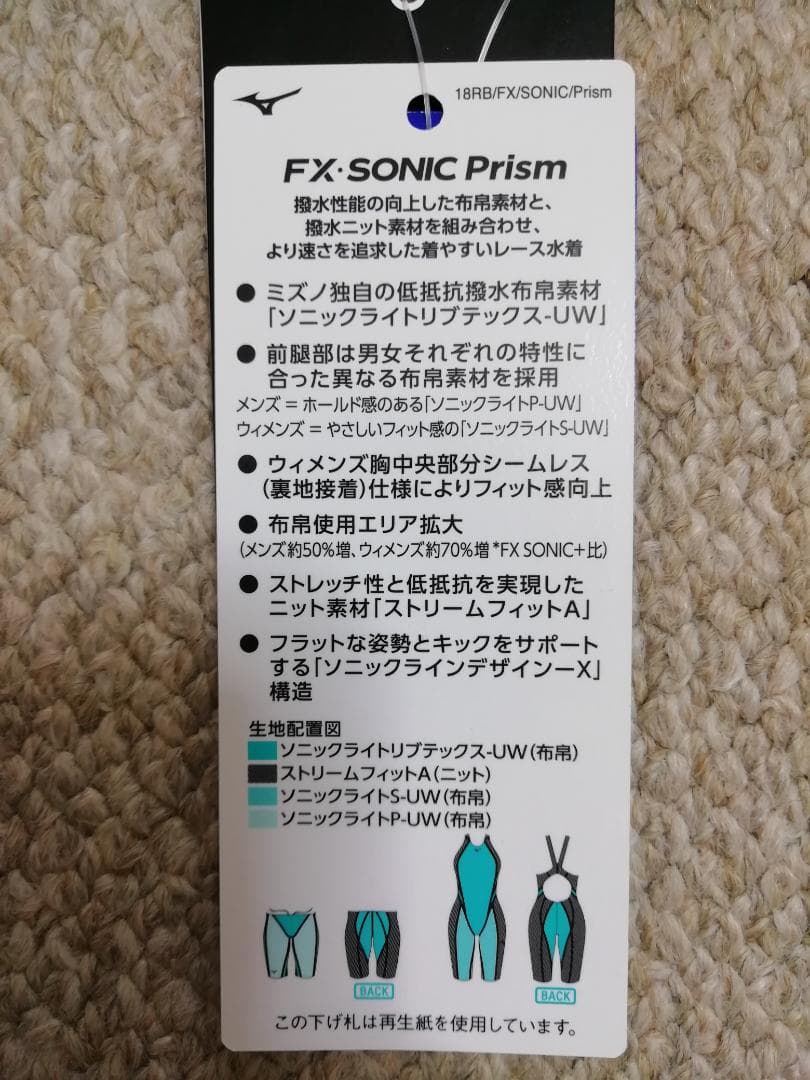 18RB/FX/SONIC/Prism
FX·SONIC Prism
撥水性能の向上した布帛素材と、
撥水ニット素材を組み合わせ、
より速さを追求した着やすいレース水着
● ミズノ独自の低抵抗撥水布帛素材
「ソニックライトリブテックス-UW」
● 前腿部は男女それぞれの特性に
合った異なる布帛素材を採用
メンズ = ホールド感のある「ソニックライトP-UW」
ウィメンズ = やさしいフィット感の「ソニックライトS-UW」
● ウィメンズ胸中央部分シームレス
(裏地接着)仕様によりフィット感向上
● 布帛使用エリア拡大
(メンズ約50%増、ウィメンズ約70%増 *FX SONIC+比)
● ストレッチ性と低抵抗を実現した
ニット素材「ストリームフィットA」
● フラットな姿勢とキックをサポート
する「ソニックラインデザインーX」
構造
生地配置図
ソニックライトリブテックス-UW(布帛)
ストリームフィットA(ニット)
ソニックライトS-UW(布帛)
ソニックライトP-UW(布帛)
BACK
BACK
この下げ札は再生紙を使用しています。